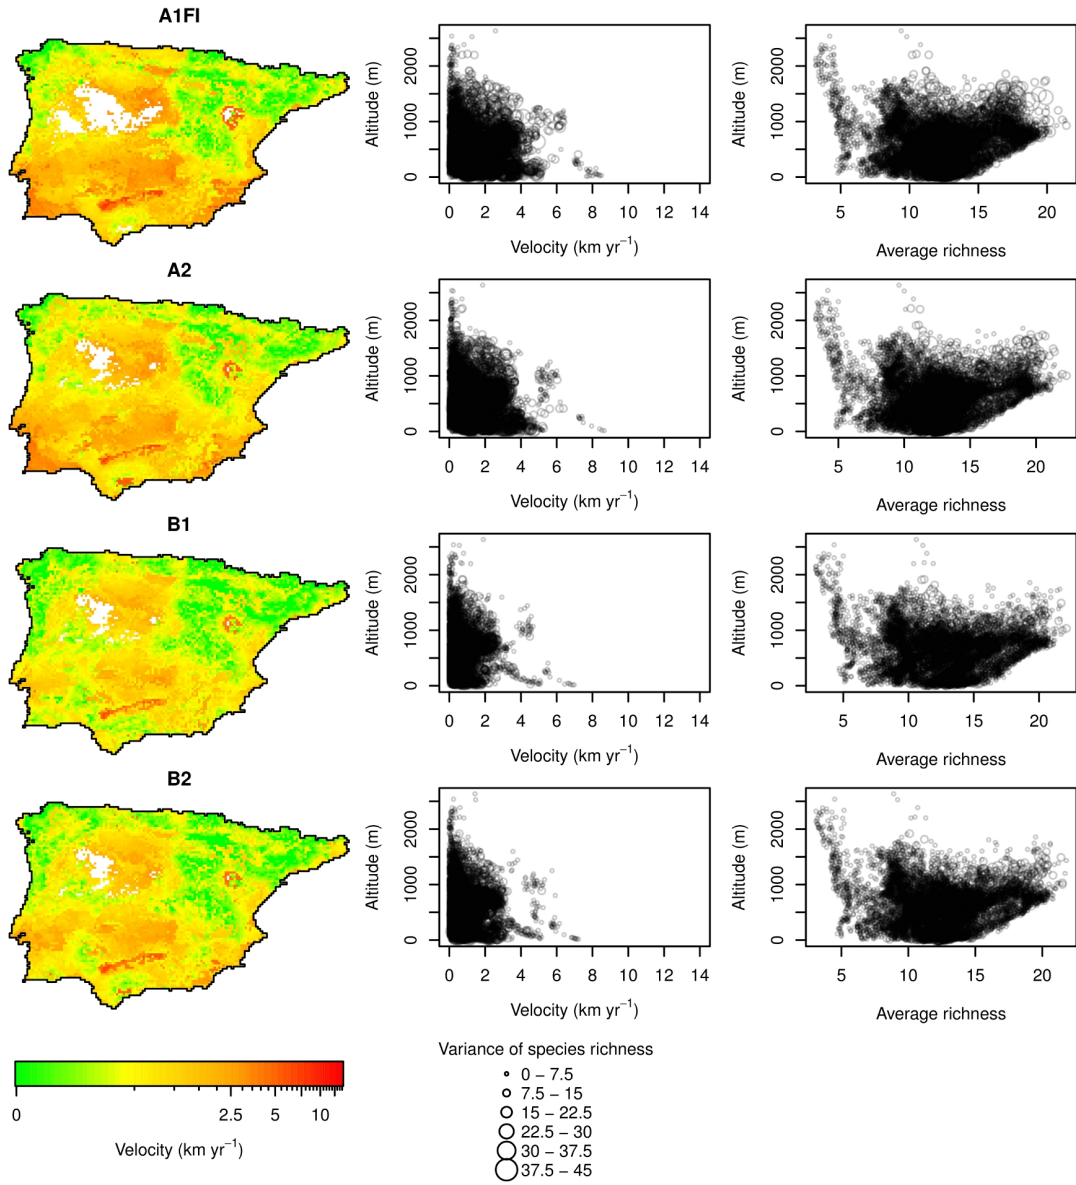 A1FI
Altitude (m)
0 1000 2000
0 2 4 6 8 10 12 14
Velocity (km yr⁻¹)
Altitude (m)
0 1000 2000
5 10 15 20
Average richness
A2
Altitude (m)
0 1000 2000
0 2 4 6 8 10 12 14
Velocity (km yr⁻¹)
Altitude (m)
0 1000 2000
5 10 15 20
Average richness
B1
Altitude (m)
0 1000 2000
0 2 4 6 8 10 12 14
Velocity (km yr⁻¹)
Altitude (m)
0 1000 2000
5 10 15 20
Average richness
B2
Altitude (m)
0 1000 2000
0 2 4 6 8 10 12 14
Velocity (km yr⁻¹)
Altitude (m)
0 1000 2000
5 10 15 20
Average richness
0 2.5 5 10
Velocity (km yr⁻¹)
Variance of species richness
0 − 7.5
7.5 − 15
15 − 22.5
22.5 − 30
30 − 37.5
37.5 − 45